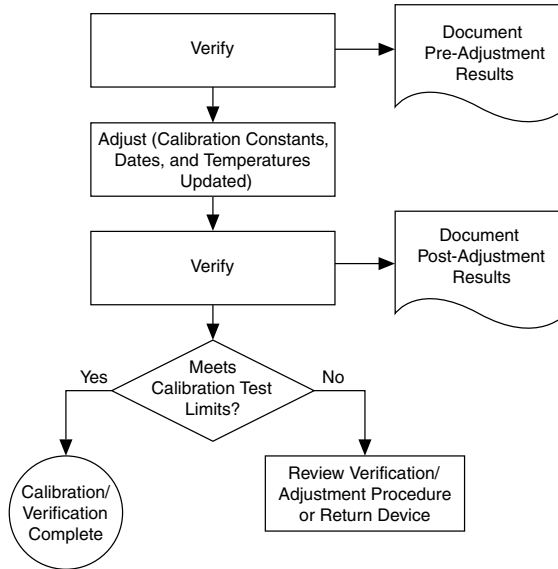 Verify
Document
Pre-Adjustment
Results
Adjust (Calibration Constants,
Dates, and Temperatures
Updated)
Verify
Document
Post-Adjustment
Results
Meets
Calibration Test
Limits?
Yes
No
Calibration/
Verification
Complete
Review Verification/
Adjustment Procedure
or Return Device